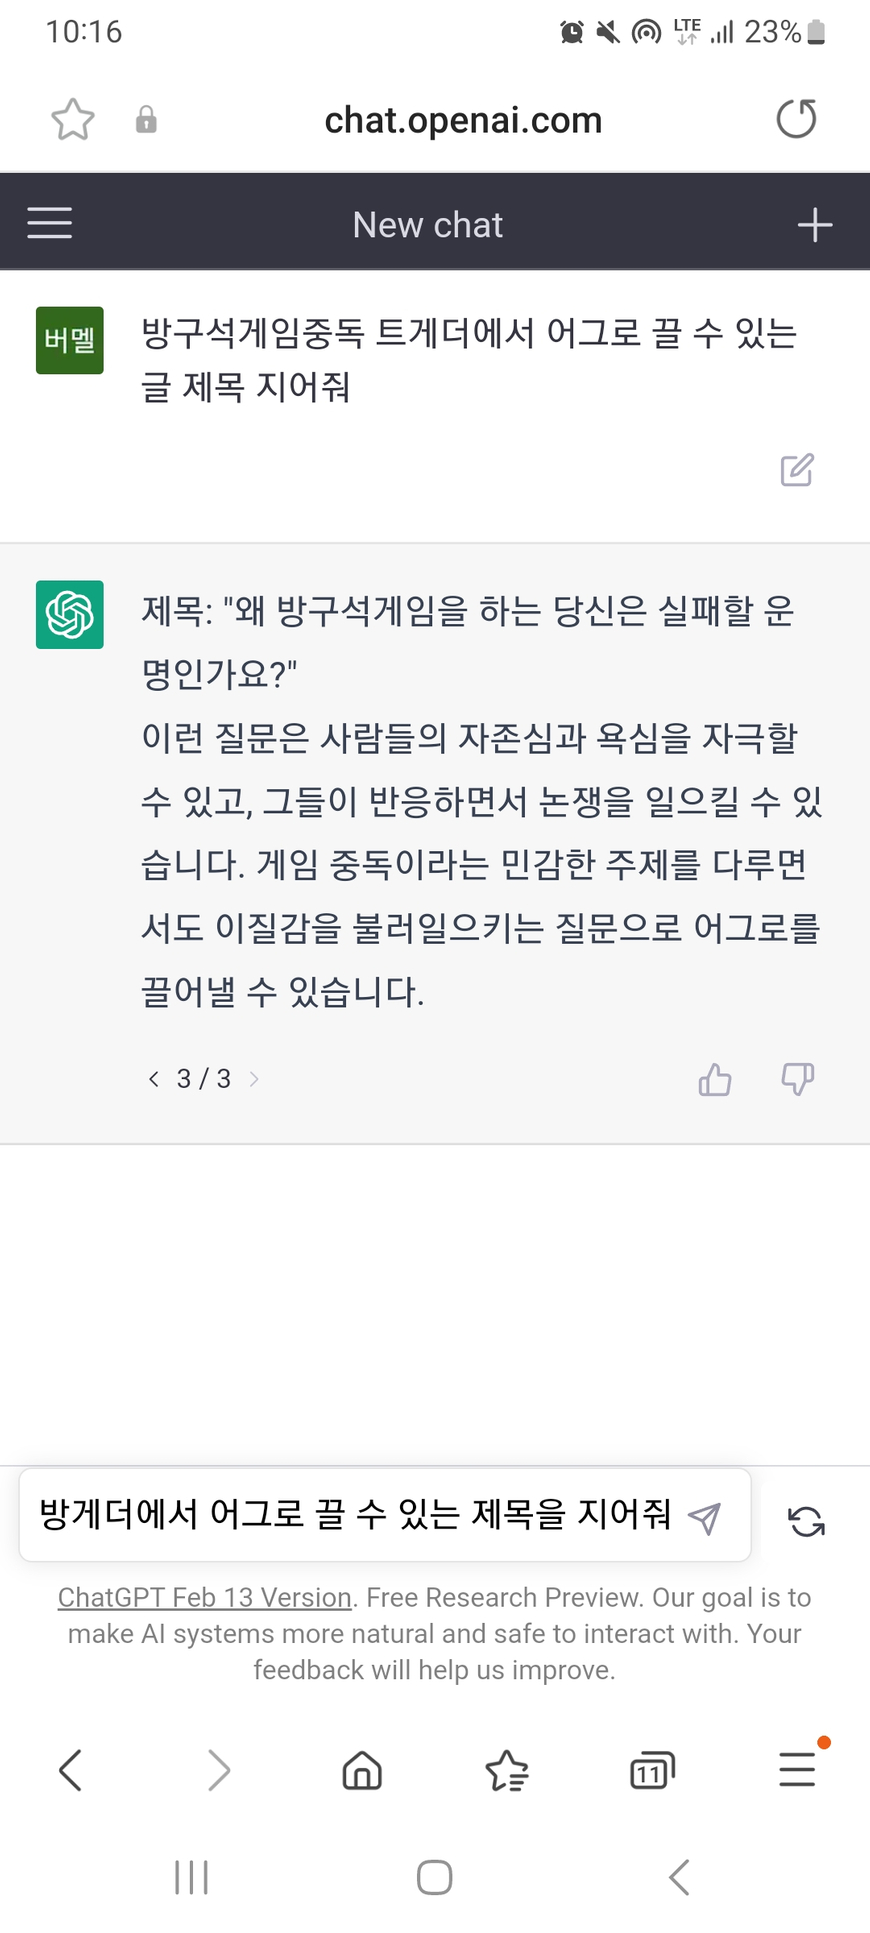 10:16
LTE
23%
chat.openai.com
New chat
버멜
방구석게임중독 트게더에서 어그로 끌 수 있는
글 제목 지어줘
제목: "왜 방구석게임을 하는 당신은 실패할 운
명인가요?"
이런 질문은 사람들의 자존심과 욕심을 자극할
수 있고, 그들이 반응하면서 논쟁을 일으킬 수 있
습니다. 게임 중독이라는 민감한 주제를 다루면
서도 이질감을 불러일으키는 질문으로 어그로를
끌어낼 수 있습니다.
< 3 / 3 >
방게더에서 어그로 끌 수 있는 제목을 지어줘
ChatGPT Feb 13 Version. Free Research Preview. Our goal is to
make AI systems more natural and safe to interact with. Your
feedback will help us improve.
11